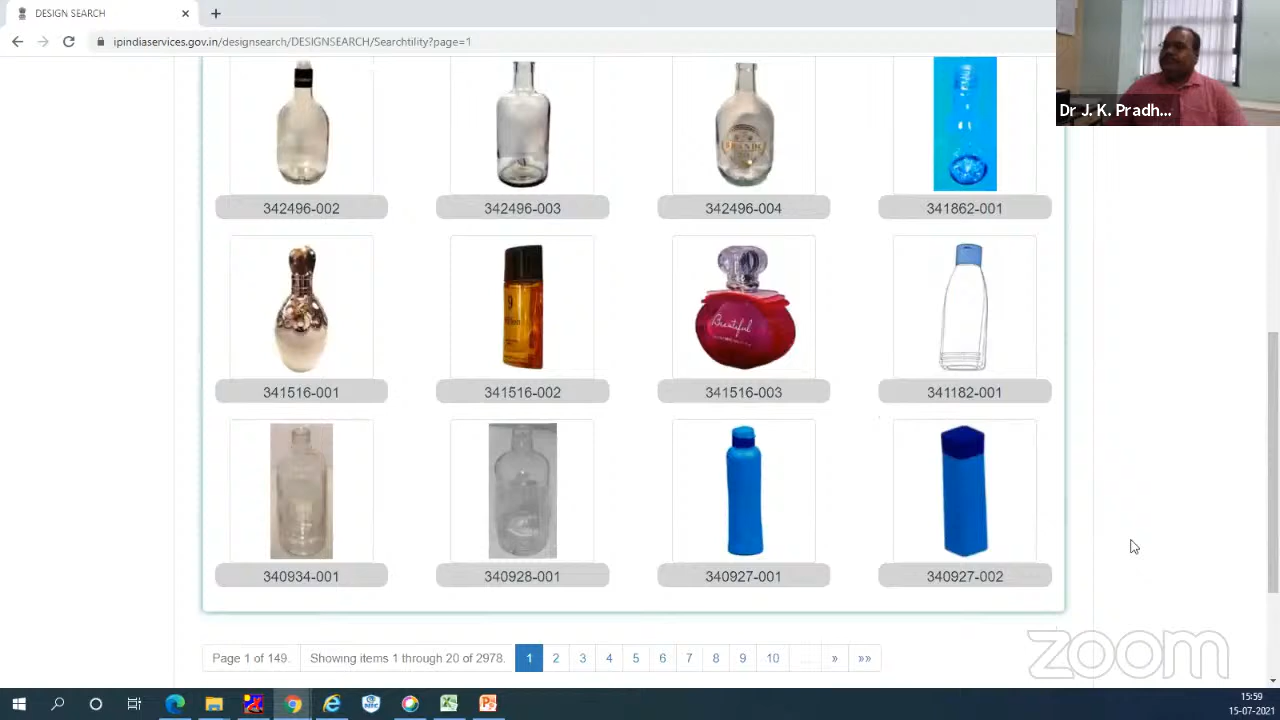 DESIGN SEARCH
ipindiaservices.gov.in/designsearch/DESIGNSEARCH/Searchtility?page=1
Dr J. K. Pradh...
342496-002
342496-003
342496-004
341862-001
9
Beautiful
341516-001
341516-002
341516-003
341182-001
340934-001
340928-001
340927-001
340927-002
Page 1 of 149.
Showing items 1 through 20 of 2978.
1 2 3 4 5 6 7 8 9 10 ... » »»
zoom
15:59
15-07-2021